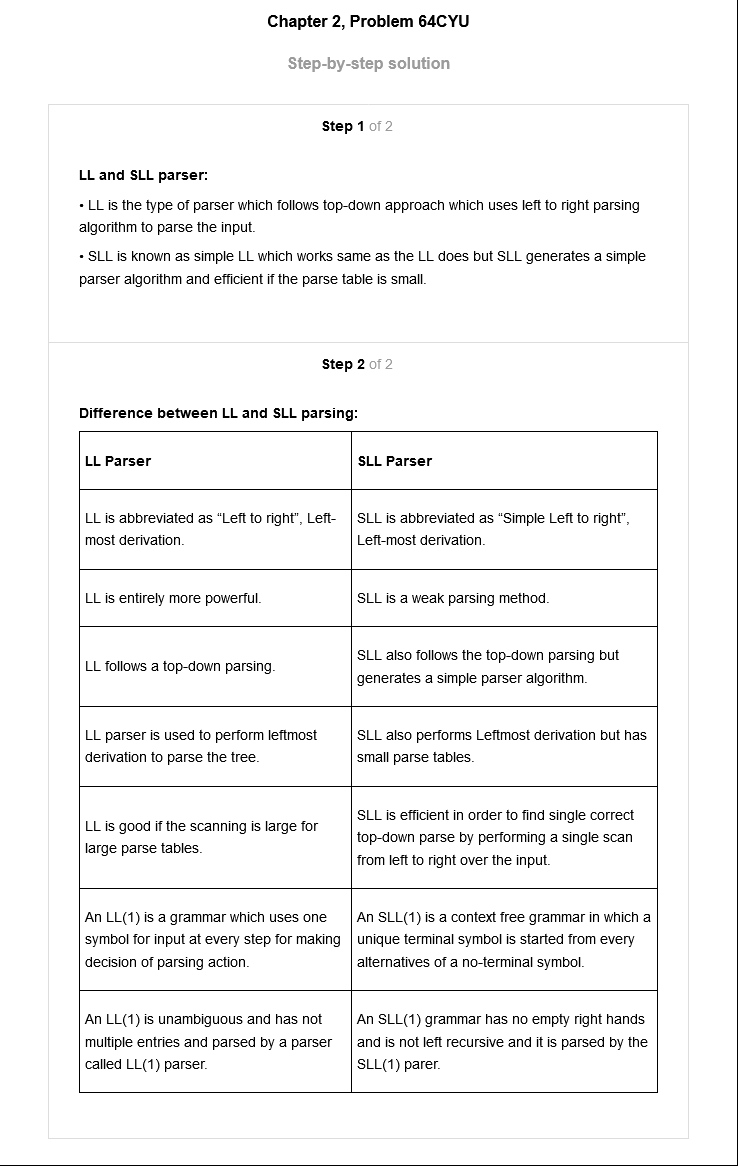 Chapter 2, Problem 64CYU
Step-by-step solution
Step 1 of 2
LL and SLL parser:
• LL is the type of parser which follows top-down approach which uses left to right parsing
algorithm to parse the input.
• SLL is known as simple LL which works same as the LL does but SLL generates a simple
parser algorithm and efficient if the parse table is small.
Step 2 of 2
Difference between LL and SLL parsing:
LL Parser
SLL Parser
LL is abbreviated as “Left to right”, Left-
most derivation.
SLL is abbreviated as “Simple Left to right”,
Left-most derivation.
LL is entirely more powerful.
SLL is a weak parsing method.
LL follows a top-down parsing.
SLL also follows the top-down parsing but
generates a simple parser algorithm.
LL parser is used to perform leftmost
derivation to parse the tree.
SLL also performs Leftmost derivation but has
small parse tables.
LL is good if the scanning is large for
large parse tables.
SLL is efficient in order to find single correct
top-down parse by performing a single scan
from left to right over the input.
An LL(1) is a grammar which uses one
symbol for input at every step for making
decision of parsing action.
An SLL(1) is a context free grammar in which a
unique terminal symbol is started from every
alternatives of a no-terminal symbol.
An LL(1) is unambiguous and has not
multiple entries and parsed by a parser
called LL(1) parser.
An SLL(1) grammar has no empty right hands
and is not left recursive and it is parsed by the
SLL(1) parer.